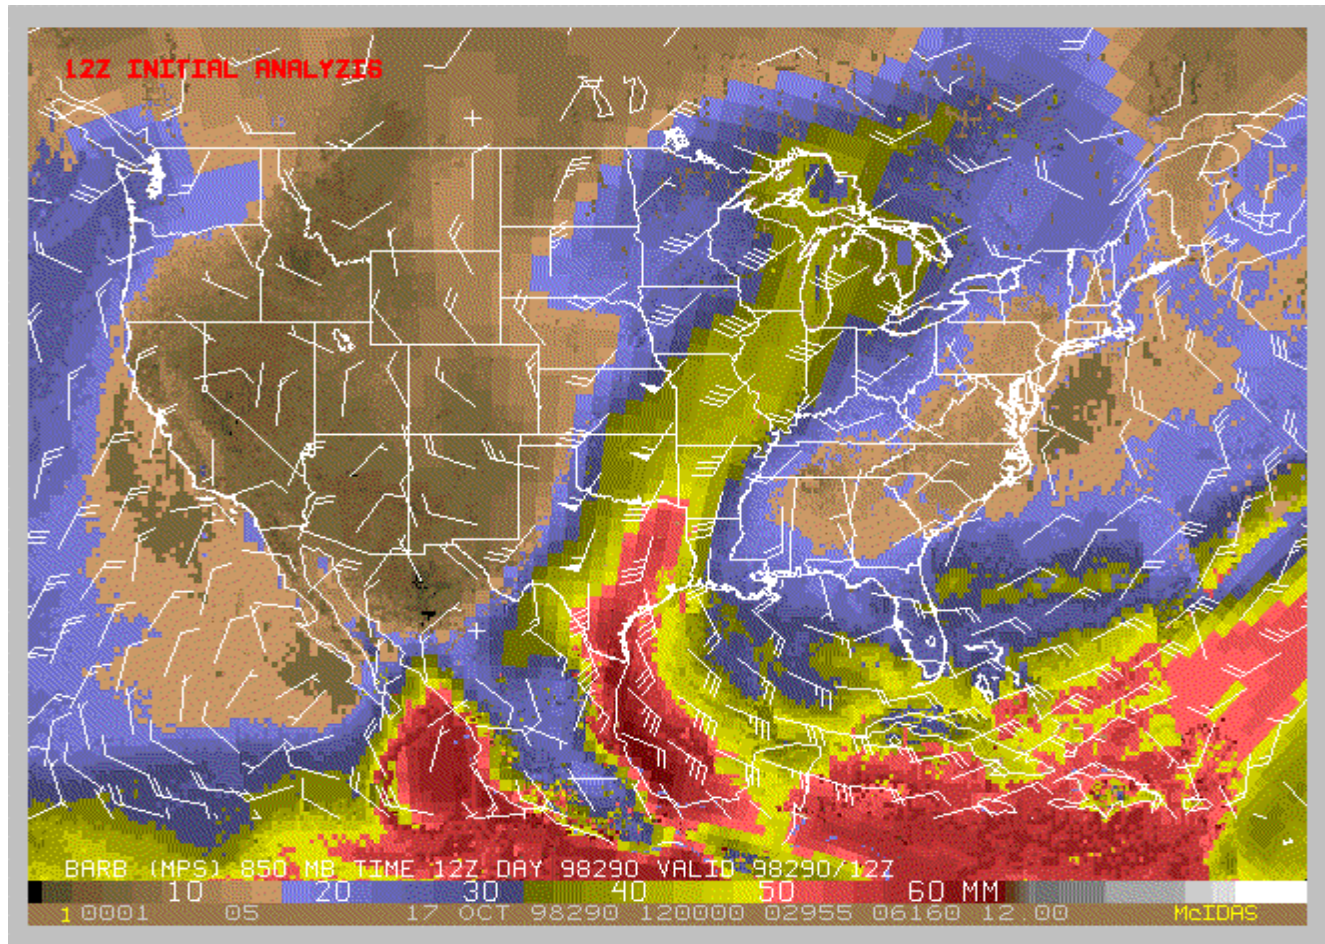 12Z INITIAL ANALYZIS
BARB (MPS) 850 MB TIME 12Z DAY 98290 VALID 98290/12Z
10 20 30 40 50 60 MM
1 0001 05 17 OCT 98290 120000 02955 06160 12.00 McIDAS